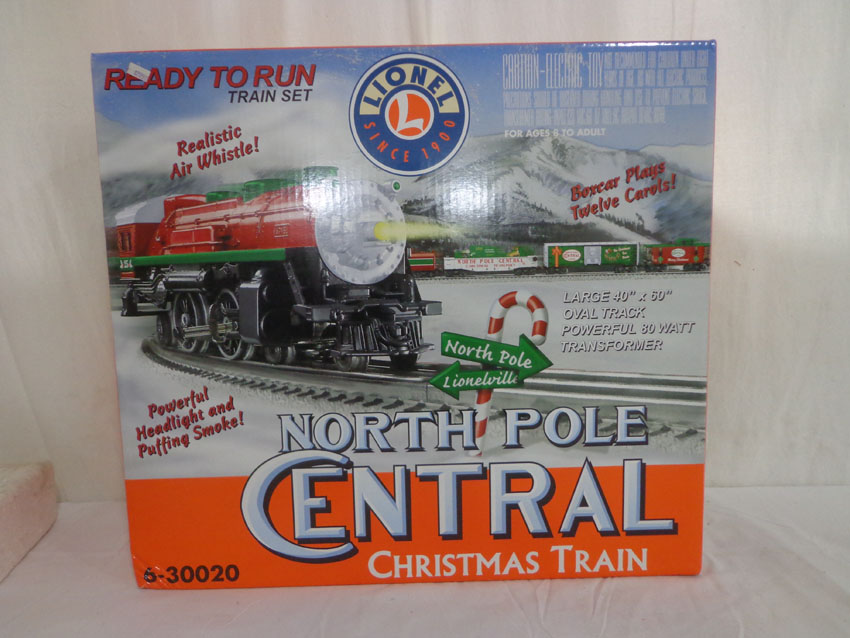 READY TO RUN
TRAIN SET
LIONEL
L
SINCE 1900
CAUTION-ELECTRIC TOY
FOR AGES 8 TO ADULT
Realistic
Air Whistle!
Boxcar Plays
Twelve Carols!
NORTH POLE CENTRAL
LARGE 40" x 60"
OVAL TRACK
POWERFUL 80 WATT
TRANSFORMER
North Pole
Lionelville
Powerful
Headlight and
Puffing Smoke!
NORTH POLE
CENTRAL
CHRISTMAS TRAIN
6-30020